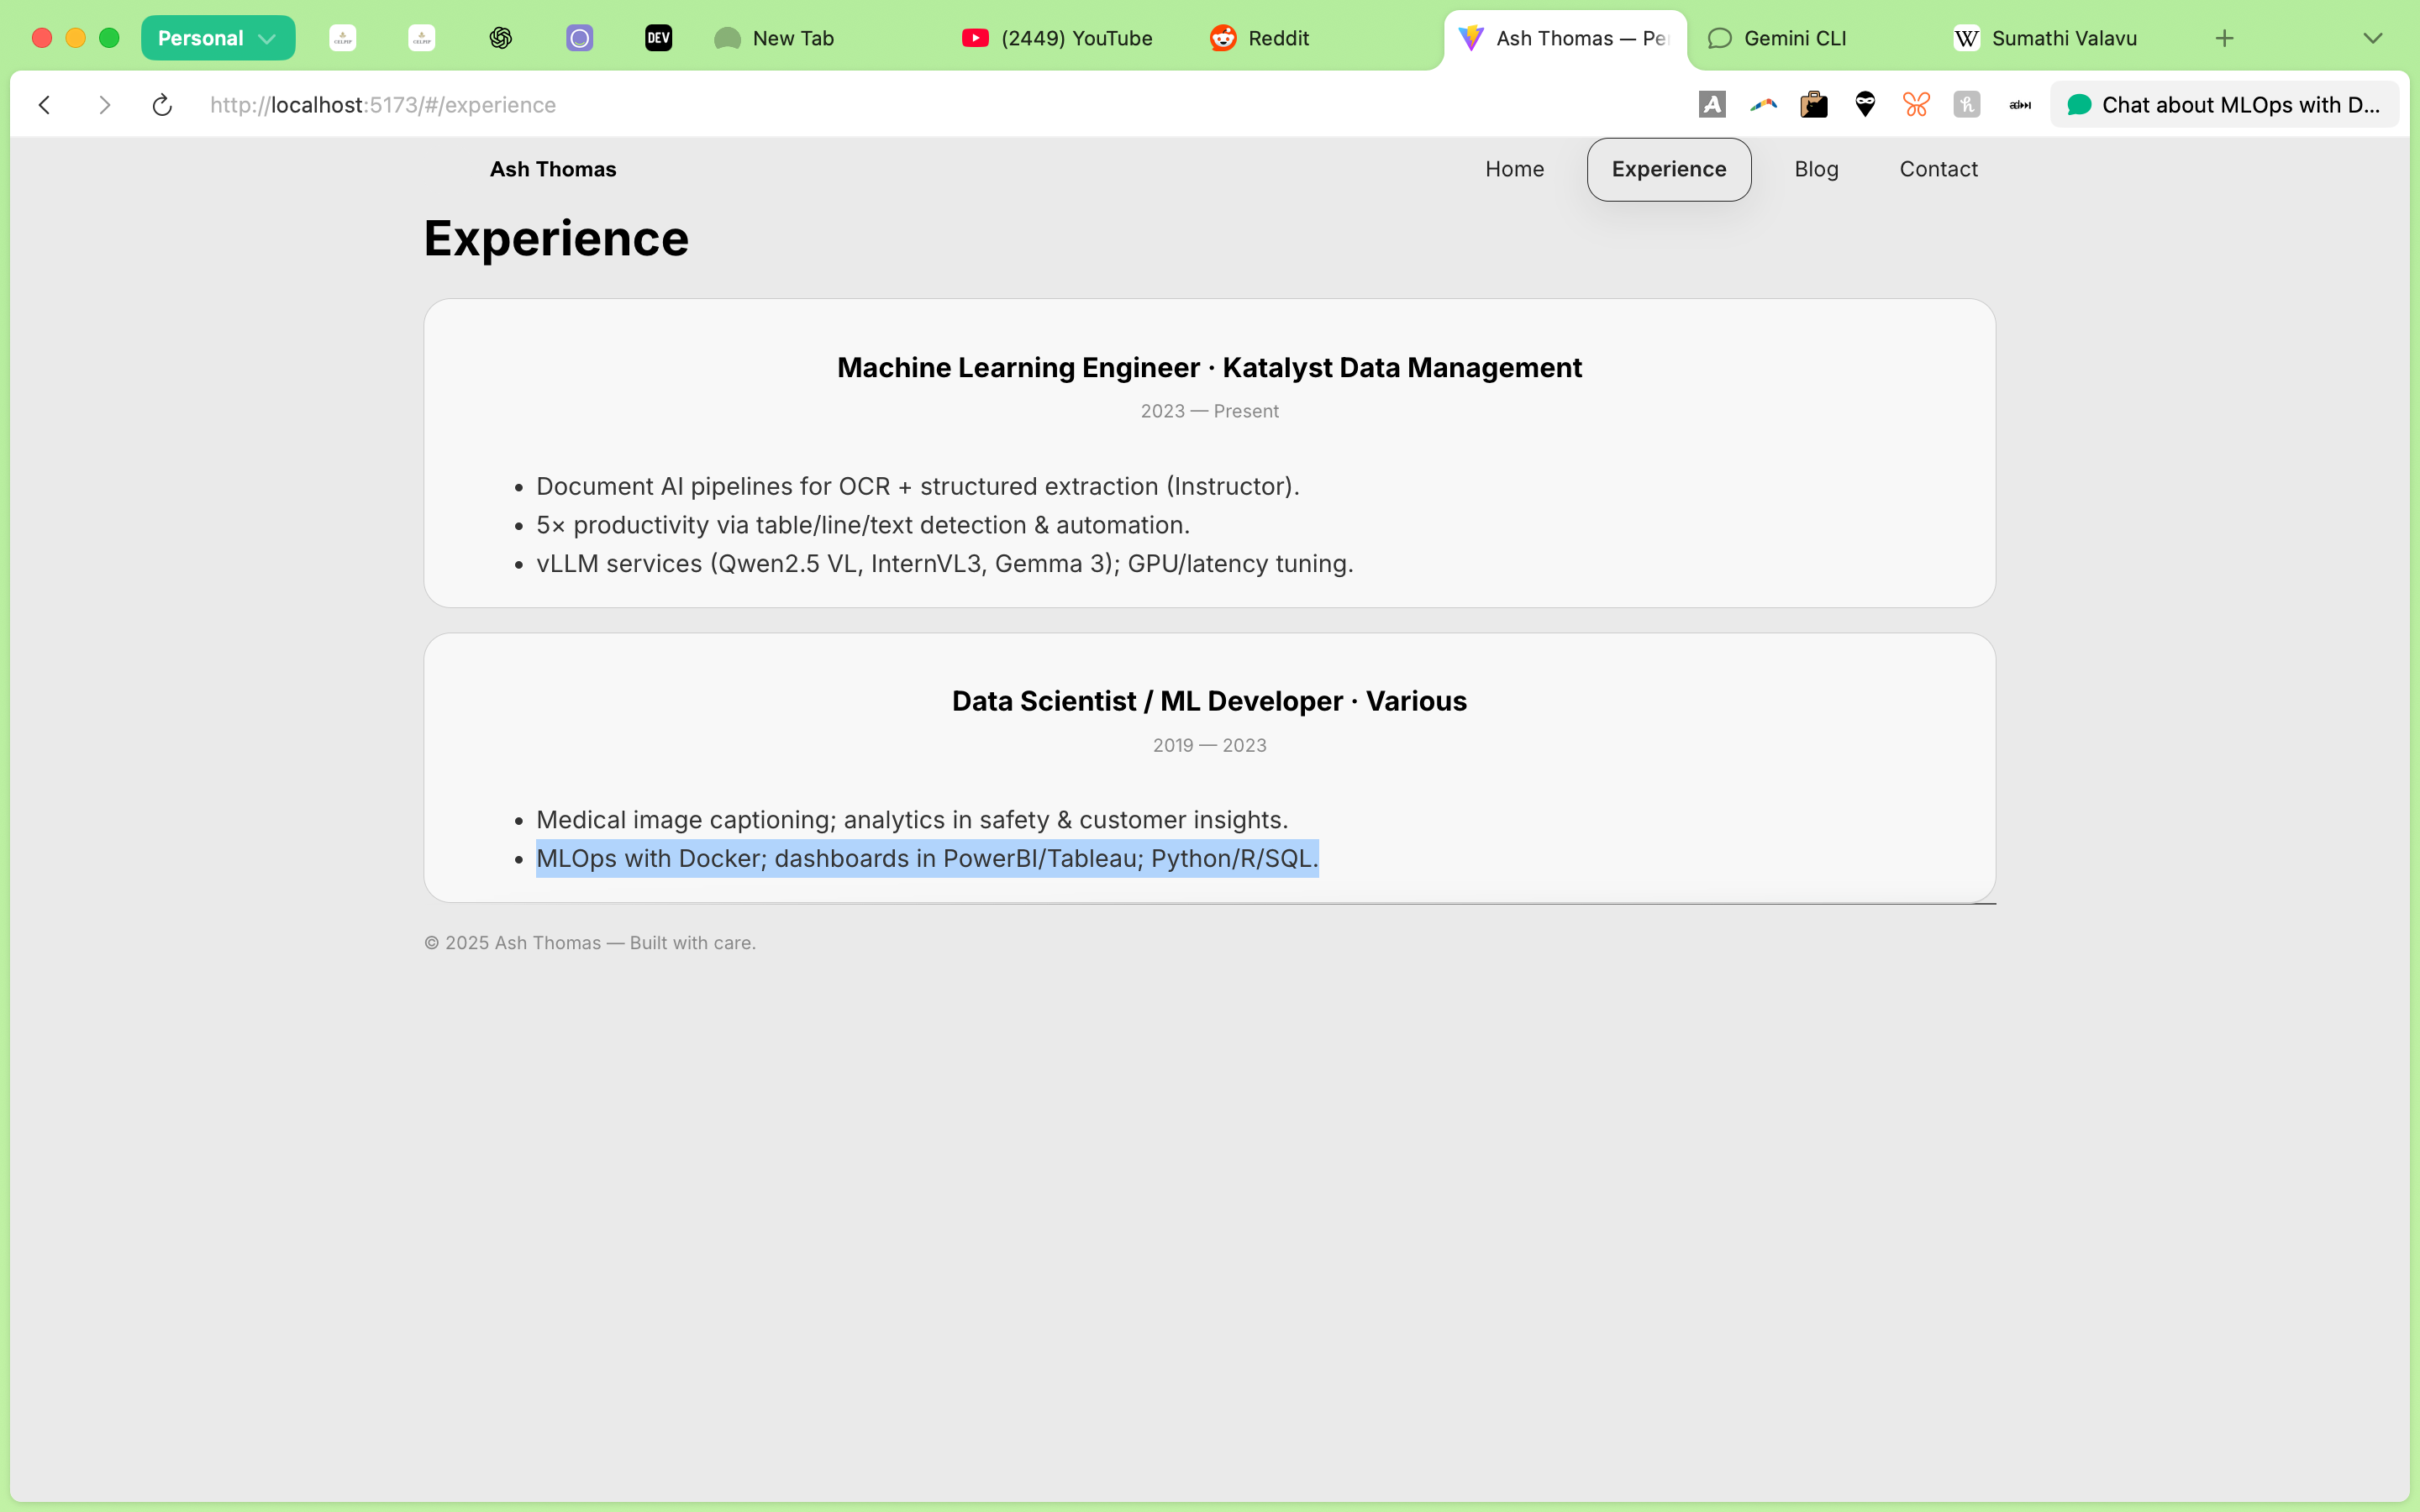 Personal
CELPIP
CELPIP
DEV
New Tab
(2449) YouTube
Reddit
Ash Thomas — Pe
Gemini CLI
W
Sumathi Valavu
http://localhost:5173/#/experience
Chat about MLOps with D...
Ash Thomas
Home
Experience
Blog
Contact
Experience
Machine Learning Engineer · Katalyst Data Management
2023 — Present
• Document AI pipelines for OCR + structured extraction (Instructor).
• 5× productivity via table/line/text detection & automation.
• vLLM services (Qwen2.5 VL, InternVL3, Gemma 3); GPU/latency tuning.
Data Scientist / ML Developer · Various
2019 — 2023
• Medical image captioning; analytics in safety & customer insights.
• MLOps with Docker; dashboards in PowerBI/Tableau; Python/R/SQL.
© 2025 Ash Thomas — Built with care.